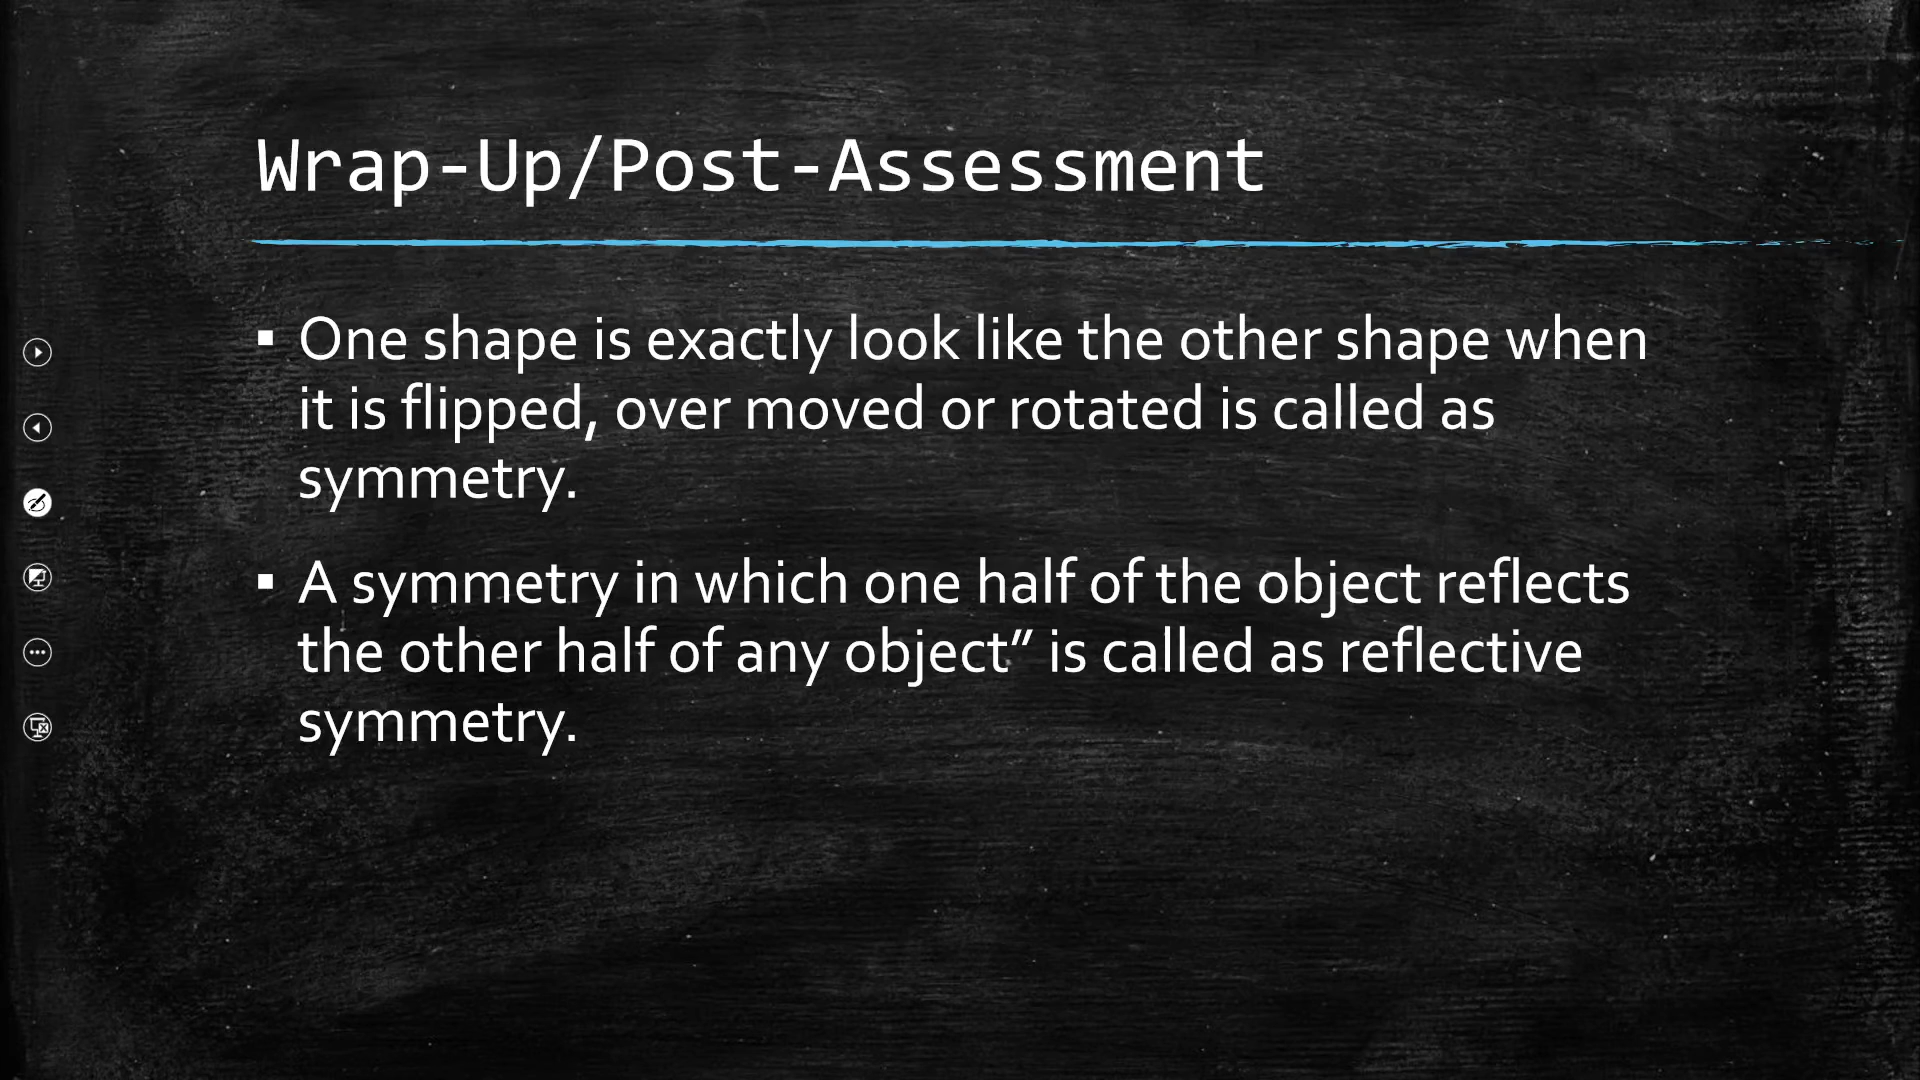 Wrap-Up/Post-Assessment
▪ One shape is exactly look like the other shape when
it is flipped, over moved or rotated is called as
symmetry.
▪ A symmetry in which one half of the object reflects
the other half of any object” is called as reflective
symmetry.